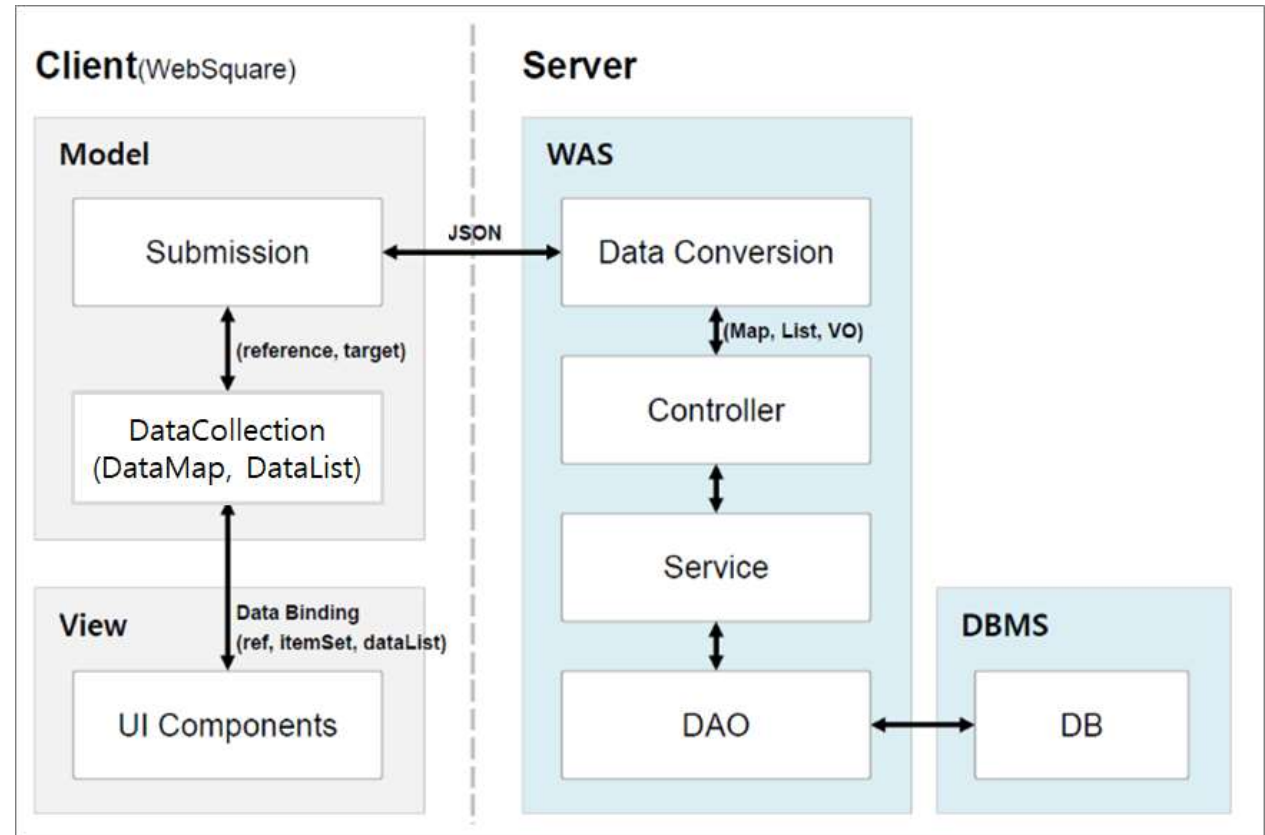 Client(WebSquare)
Model
Submission
(reference, target)
DataCollection
(DataMap, DataList)
View
Data Binding
(ref, itemSet, dataList)
UI Components
JSON
Server
WAS
Data Conversion
(Map, List, VO)
Controller
Service
DAO
DBMS
DB